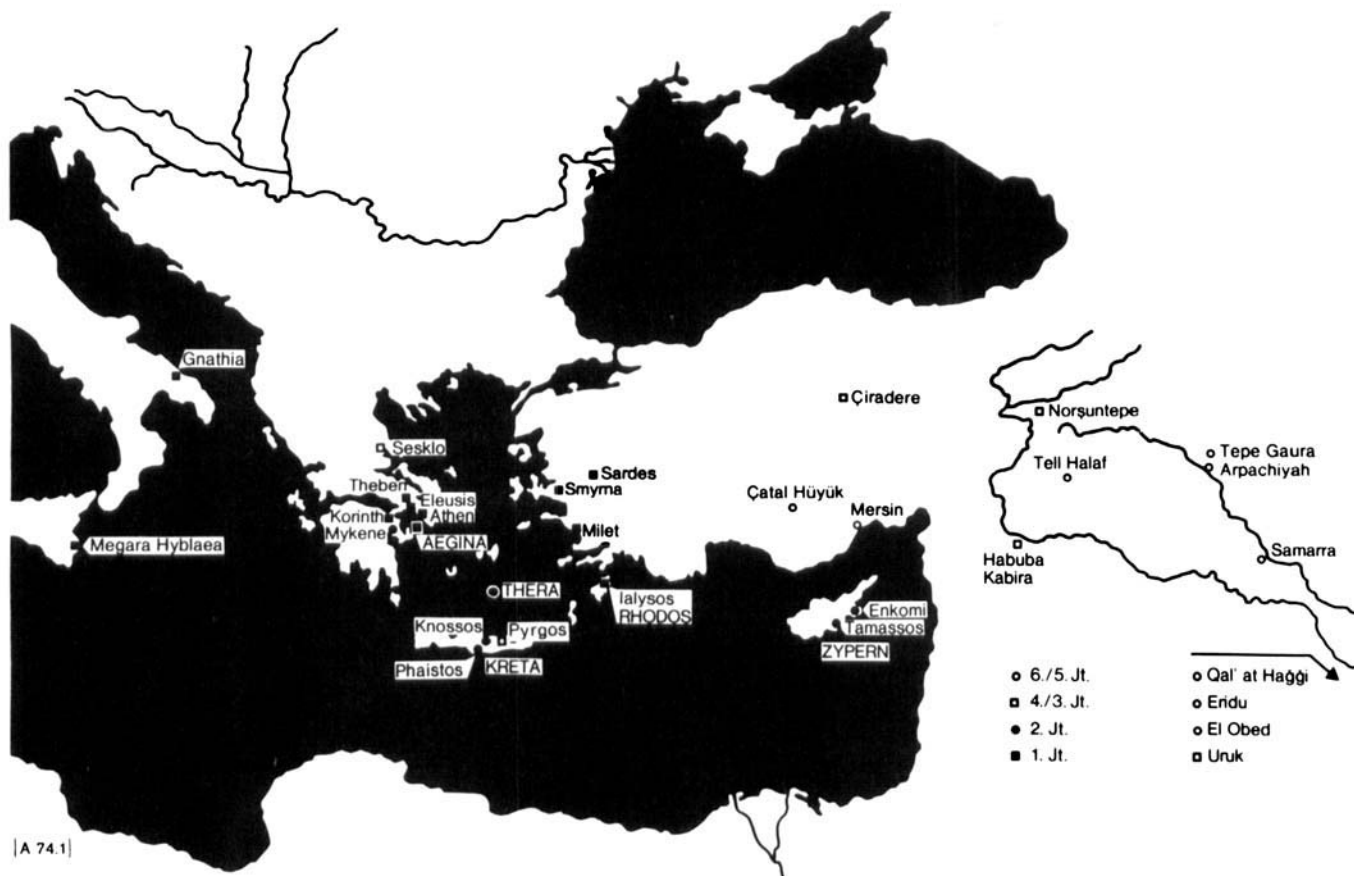 Gnathia
Çiradere
Norşuntepe
Sesklo
Tepe Gaura
Tell Halaf
Arpachiyah
Sardes
Theben
Smyrna
Çatal Hüyük
Eleusis
Korinth
Athen
Mersin
Mykene
Milet
AEGINA
Megara Hyblaea
Samarra
Habuba
Kabira
THERA
Ialysos
RHODOS
Enkomi
Knossos
Pyrgos
Tamassos
ZYPERN
Phaistos
KRETA
6./5. Jt.
4./3. Jt.
2. Jt.
1. Jt.
Qal' at Haǧǧi
Eridu
El Obed
Uruk
A 74.1